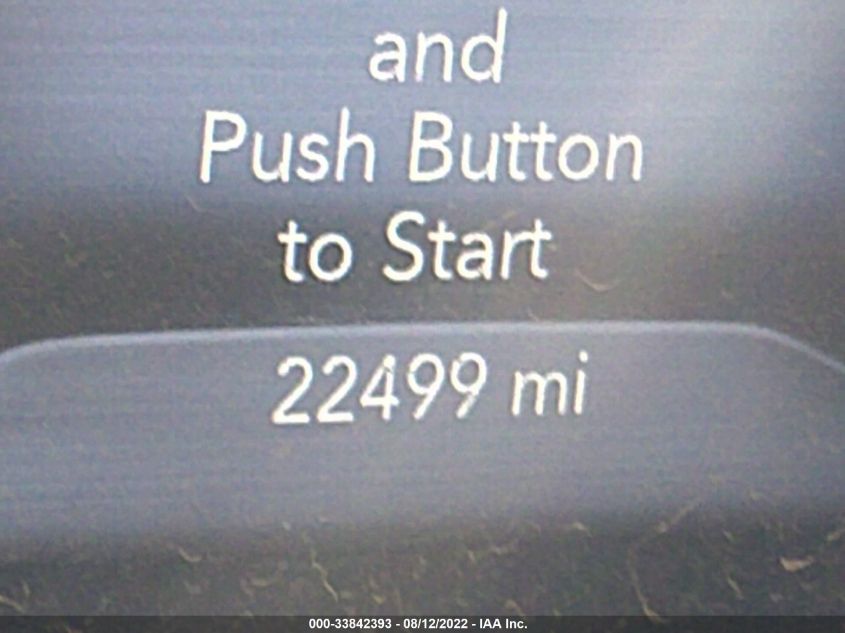 and
Push Button
to Start
22499 mi
000-33842393 - 08/12/2022 - IAA Inc.